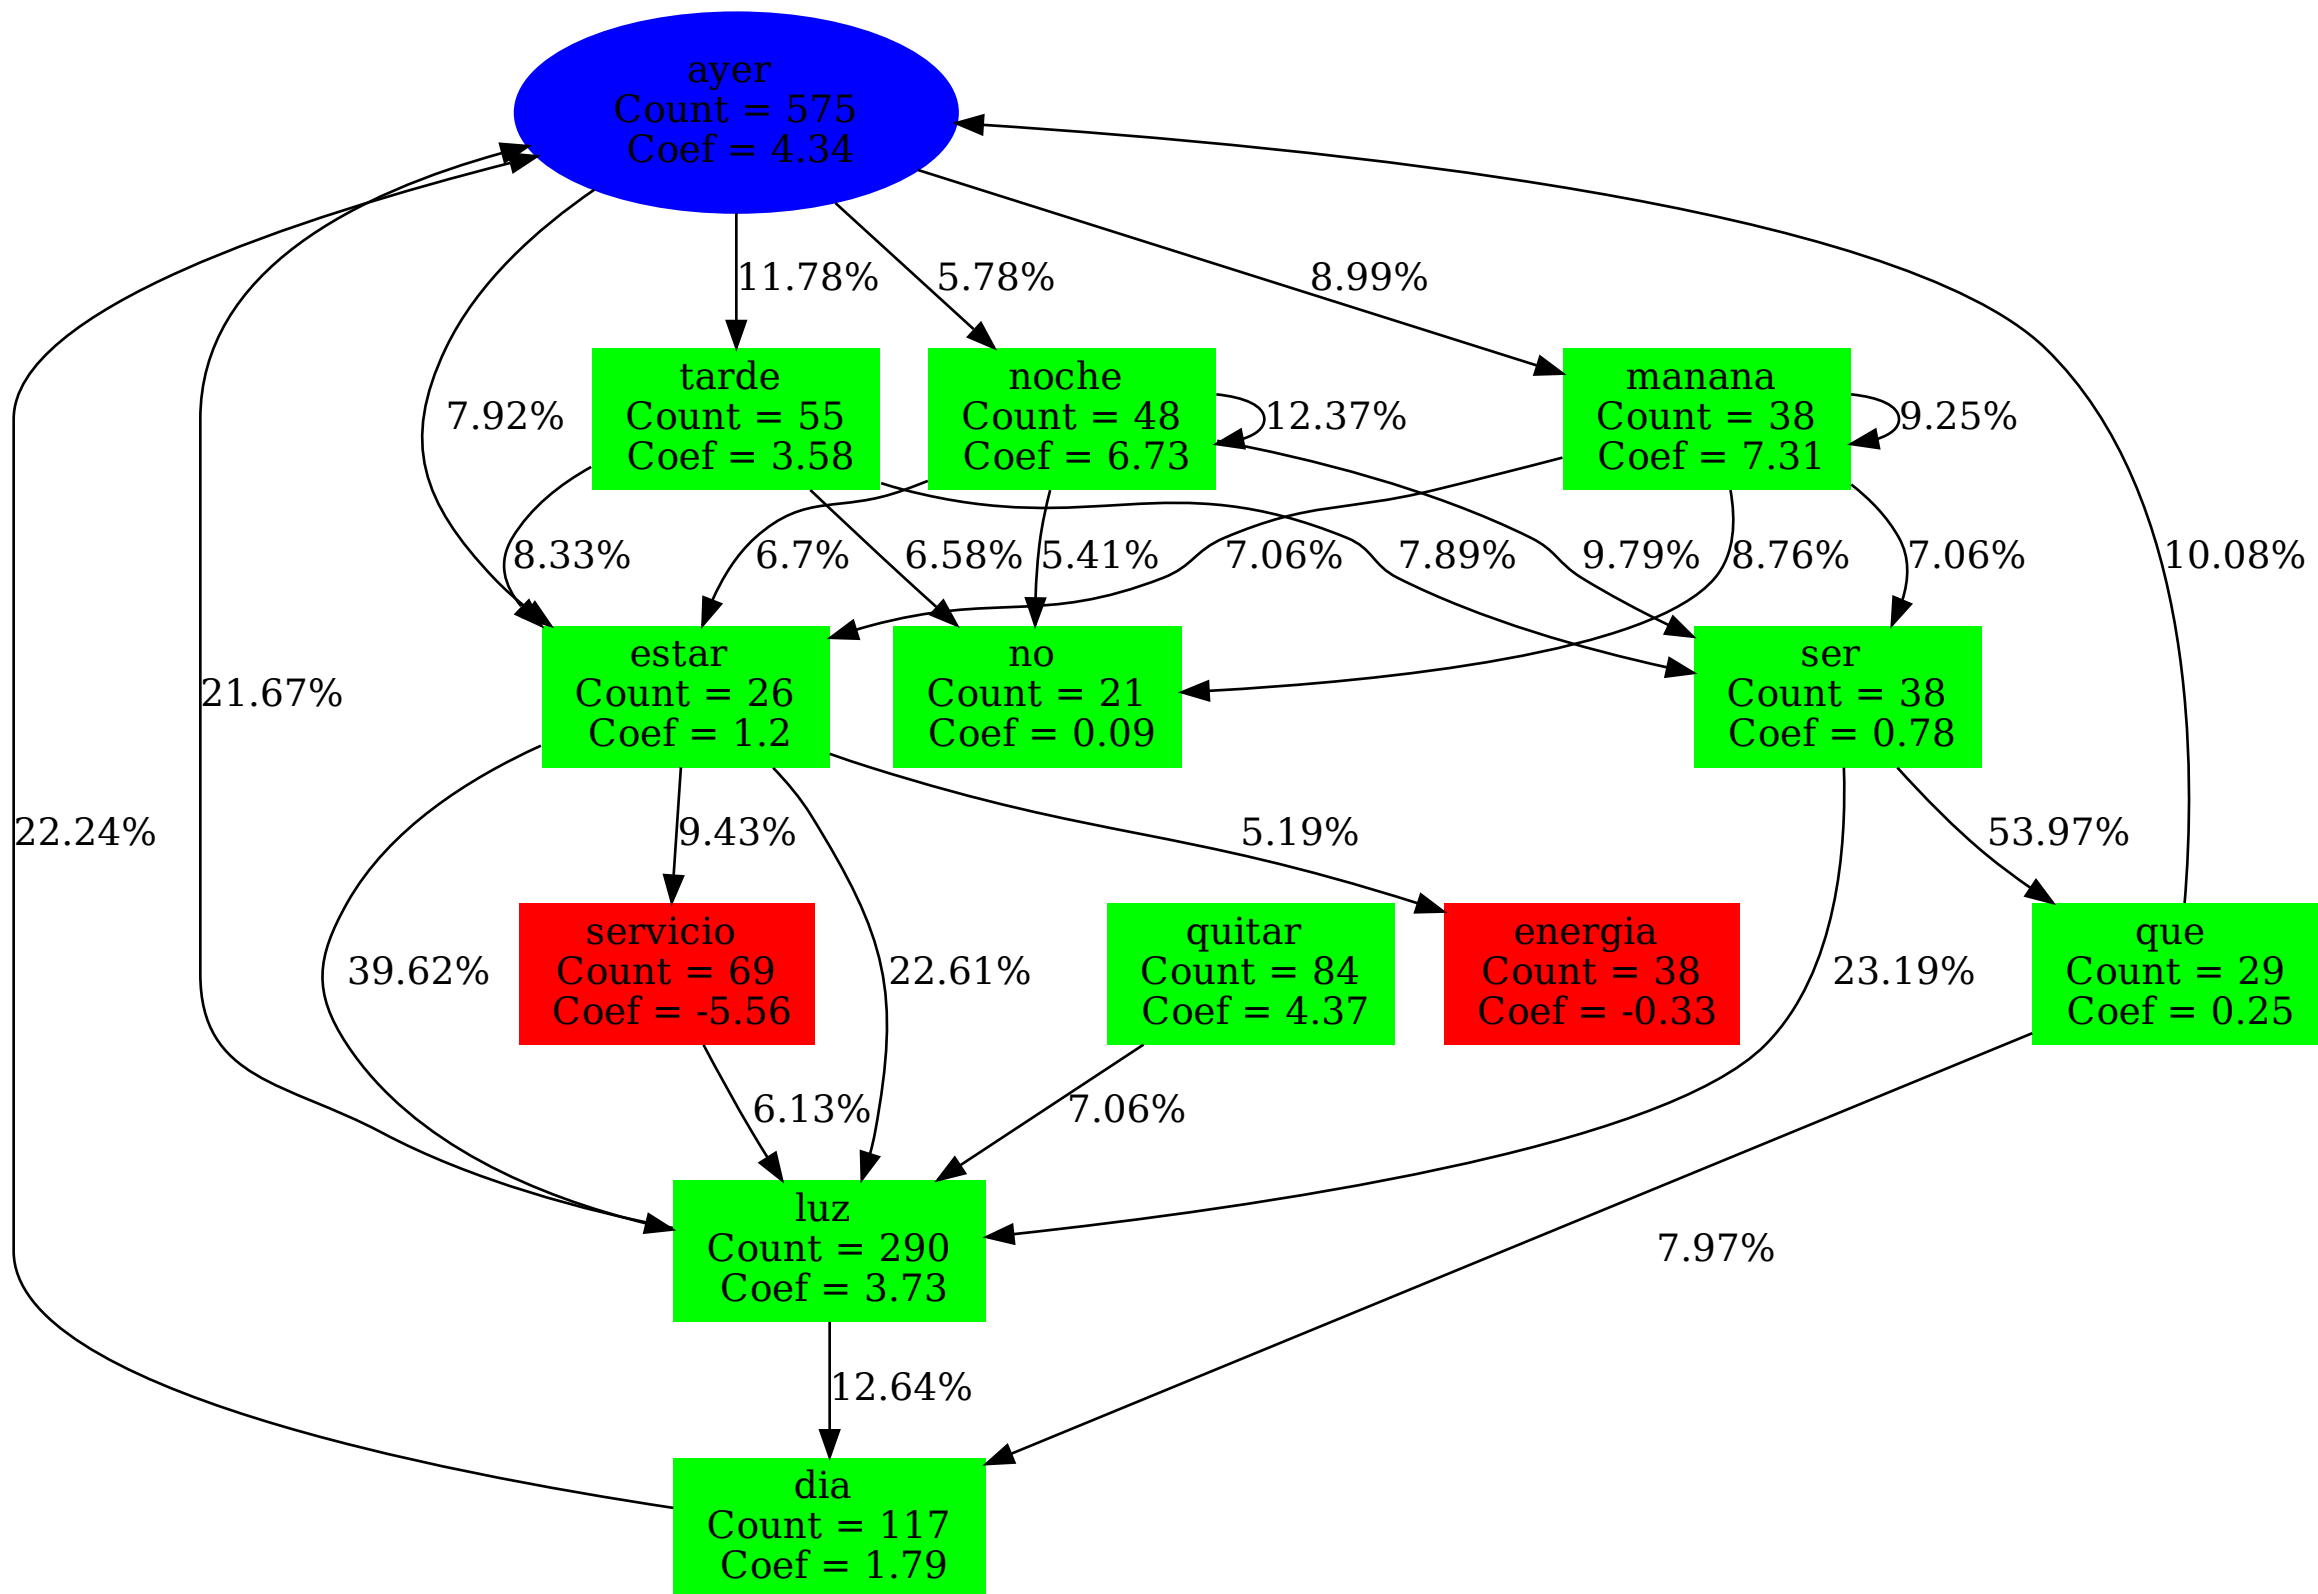 ayer
Count = 575
Coef = 4.34
11.78%
5.78%
8.99%
7.92%
tarde
Count = 55
Coef = 3.58
noche
Count = 48
Coef = 6.73
12.37%
manana
Count = 38
Coef = 7.31
9.25%
8.33%
6.7%
6.58%
5.41%
7.06%
7.89%
9.79%
8.76%
7.06%
10.08%
estar
Count = 26
Coef = 1.2
no
Count = 21
Coef = 0.09
ser
Count = 38
Coef = 0.78
21.67%
22.24%
9.43%
5.19%
53.97%
39.62%
servicio
Count = 69
Coef = -5.56
22.61%
quitar
Count = 84
Coef = 4.37
energia
Count = 38
Coef = -0.33
23.19%
que
Count = 29
Coef = 0.25
6.13%
7.06%
luz
Count = 290
Coef = 3.73
7.97%
12.64%
dia
Count = 117
Coef = 1.79